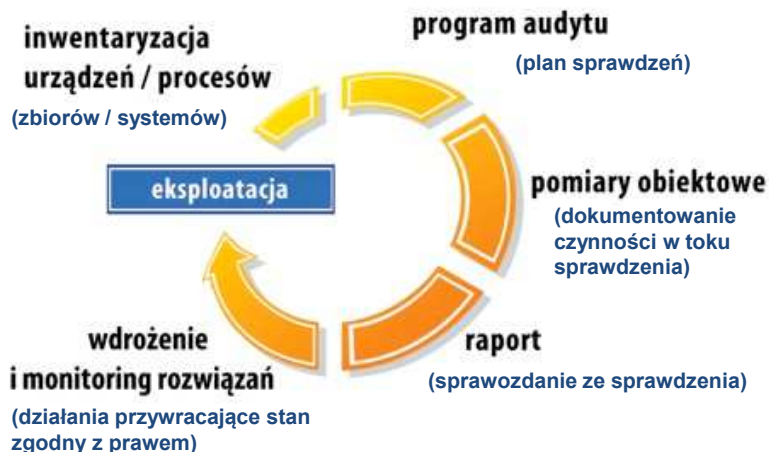 inwentaryzacja
urządzeń / procesów
(zbiorów / systemów)
program audytu
(plan sprawdzeń)
eksploatacja
pomiary obiektowe
(dokumentowanie
czynności w toku
sprawdzenia)
raport
(sprawozdanie ze sprawdzenia)
wdrożenie
i monitoring rozwiązań
(działania przywracające stan
zgodny z prawem)